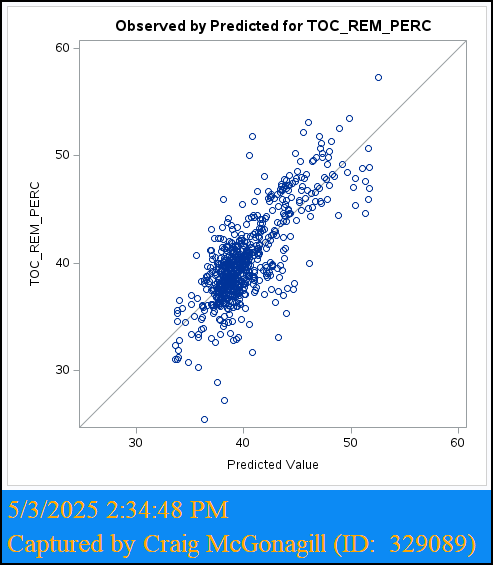 Observed by Predicted for TOC_REM_PERC
60
50
40
30
TOC_REM_PERC
30 40 50 60
Predicted Value
5/3/2025 2:34:48 PM
Captured by Craig McGonagill (ID:  329089)